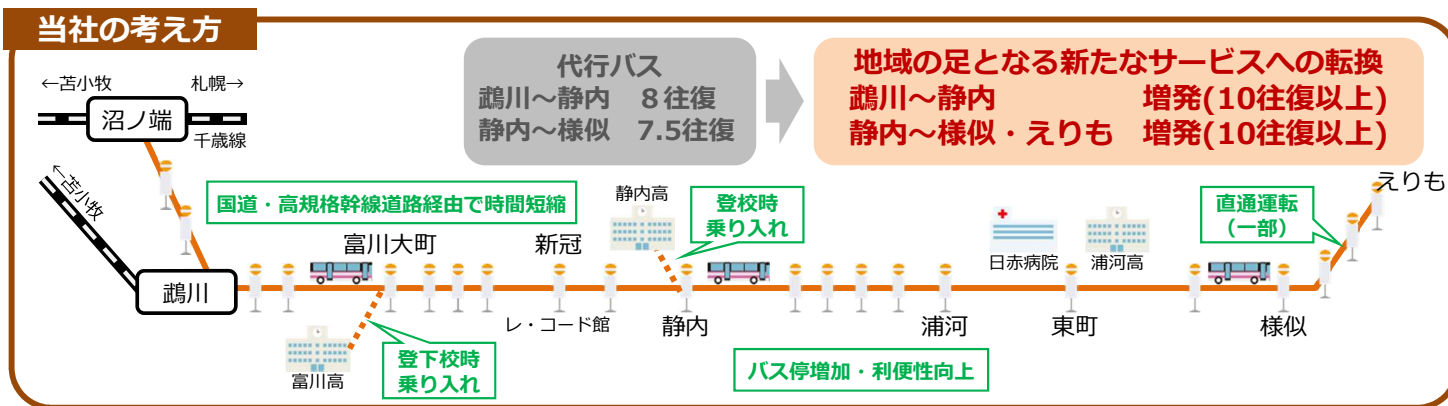 当社の考え方
代行バス
鵡川～静内　８往復
静内～様似　7.5往復
地域の足となる新たなサービスへの転換
鵡川～静内　増発(10往復以上)
静内～様似・えりも　増発(10往復以上)
←苫小牧　札幌→
沼ノ端
千歳線
←苫小牧
鵡川
国道・高規格幹線道路経由で時間短縮
富川大町
富川高
登下校時
乗り入れ
新冠
レ・コード館
静内高
登校時
乗り入れ
静内
バス停増加・利便性向上
浦河
日赤病院
浦河高
東町
直通運転
（一部）
様似
えりも